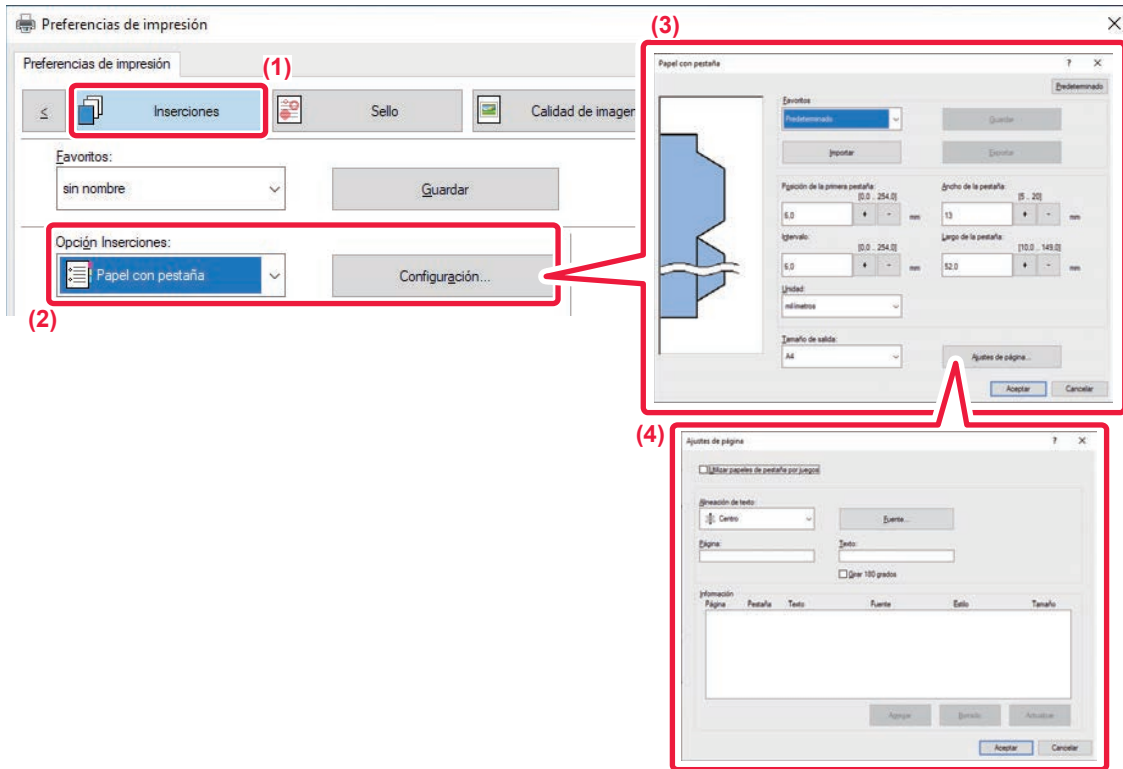 Preferencias de impresión
Preferencias de impresión
(1)
<
Inserciones
Sello
Calidad de imagen
Favoritos:
sin nombre
Guardar
Opción Inserciones:
Papel con pestaña
Configuración...
(2)
(3)
Papel con pestaña
?
Predeterminado
Favoritos
Predeterminado
Guardar
Importar
Exportar
Posición de la primera pestaña:
[0,0 .. 254,0]
6,0
+ -
mm
Ancho de la pestaña:
[5 .. 20]
13
+ -
mm
Intervalo:
[0,0 .. 254,0]
6,0
+ -
mm
Largo de la pestaña:
[10,0 .. 149,0]
52,0
+ -
mm
Unidad:
milímetros
Tamaño de salida:
A4
Ajustes de página...
Aceptar
Cancelar
(4)
Ajustes de página
?
Utilizar papeles de pestaña por juegos
Alineación de texto:
Centro
Fuente...
Página:
Texto:
Girar 180 grados
Información
Página Pestaña Texto Fuente Estilo Tamaño
Agregar
Borrado
Actualizar
Aceptar
Cancelar